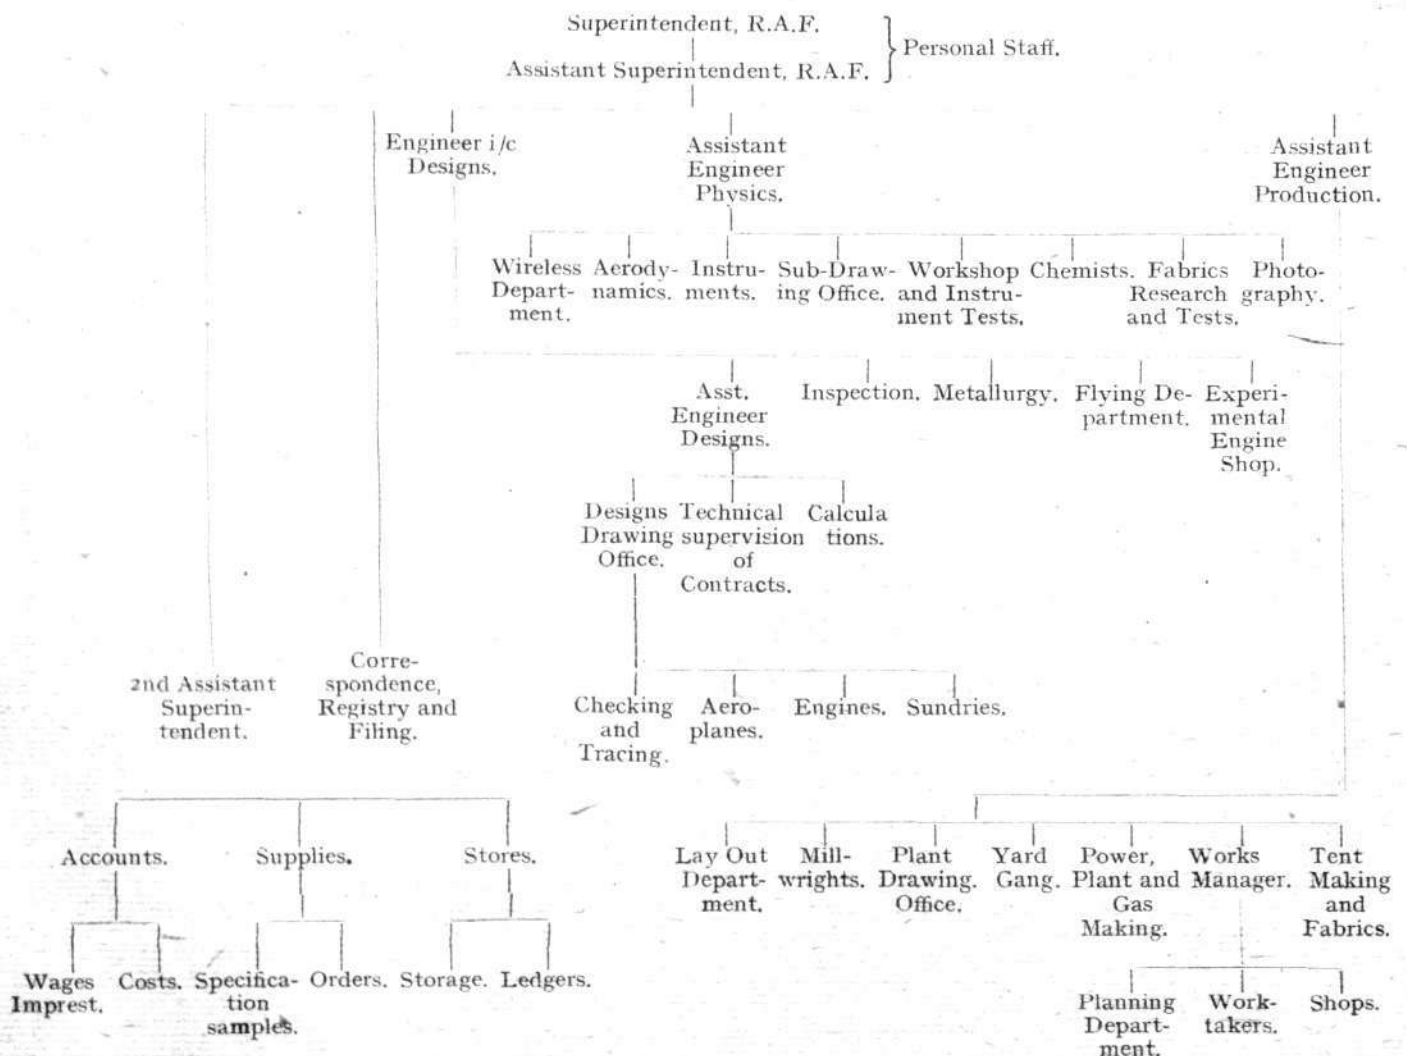 Superintendent, R.A.F.
Personal Staff.
Assistant Superintendent, R.A.F.
Engineer i/c
Designs.
Assistant
Engineer
Physics.
Assistant
Engineer
Production.
Wireless
Depart-
ment.
Aerody-
namics.
Instru-
ments.
Sub-Draw-
ing Office.
Workshop
and Instru-
ment Tests.
Chemists.
Fabrics
Research
and Tests.
Photo-
graphy.
Asst.
Engineer
Designs.
Inspection.
Metallurgy.
Flying De-
partment.
Experi-
mental
Engine
Shop.
Designs
Drawing
Office.
Technical
supervision
of
Contracts.
Calcula
tions.
2nd Assistant
Superin-
tendent.
Corre-
spondence,
Registry and
Filing.
Checking
and
Tracing.
Aero-
planes.
Engines.
Sundries.
Accounts.
Supplies.
Stores.
Lay Out
Depart-
ment.
Mill-
wrights.
Plant
Drawing.
Office.
Yard
Gang.
Power,
Plant and
Gas
Making.
Works
Manager.
Tent
Making
and
Fabrics.
Wages
Imprest.
Costs.
Specifica-
tion
samples.
Orders.
Storage.
Ledgers.
Planning
Depart-
ment.
Work-
takers.
Shops.